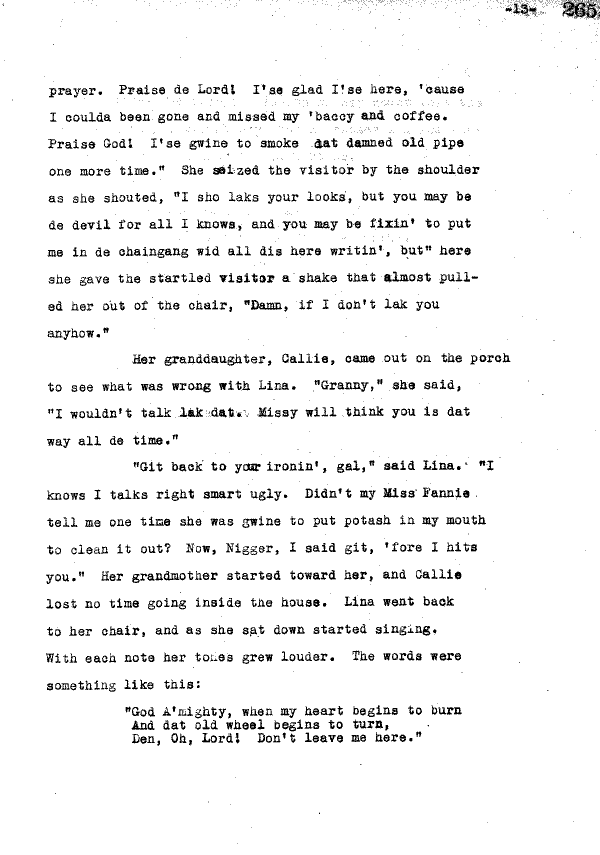 -13- 265
prayer. Praise de Lord! I'se glad I'se here, 'cause
I coulda been gone and missed my 'baccy and coffee.
Praise God! I'se gwine to smoke dat damned old pipe
one more time." She seized the visitor by the shoulder
as she shouted, "I sho laks your looks, but you may be
de devil for all I knows, and you may be fixin' to put
me in de chaingang wid all dis here writin', but" here
she gave the startled visitor a shake that almost pull-
ed her out of the chair, "Damn, if I don't lak you
anyhow."
Her granddaughter, Callie, came out on the porch
to see what was wrong with Lina. "Granny," she said,
"I wouldn't talk lak dat. Missy will think you is dat
way all de time."
"Git back to your ironin', gal," said Lina. "I
knows I talks right smart ugly. Didn't my Miss Fannie
tell me one time she was gwine to put potash in my mouth
to clean it out? Now, Nigger, I said git, 'fore I hits
you." Her grandmother started toward her, and Callie
lost no time going inside the house. Lina went back
to her chair, and as she sat down started singing.
With each note her tones grew louder. The words were
something like this:
"God A'mighty, when my heart begins to burn
And dat old wheel begins to turn,
Den, Oh, Lord! Don't leave me here."